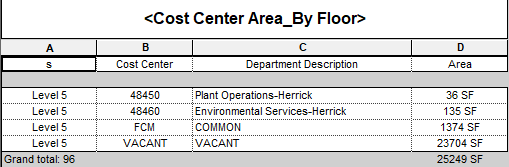 <Cost Center Area_By Floor>
A B C D
s Cost Center Department Description Area
Level 5 48450 Plant Operations-Herrick 36 SF
Level 5 48460 Environmental Services-Herrick 135 SF
Level 5 FCM COMMON 1374 SF
Level 5 VACANT VACANT 23704 SF
Grand total: 96 25249 SF